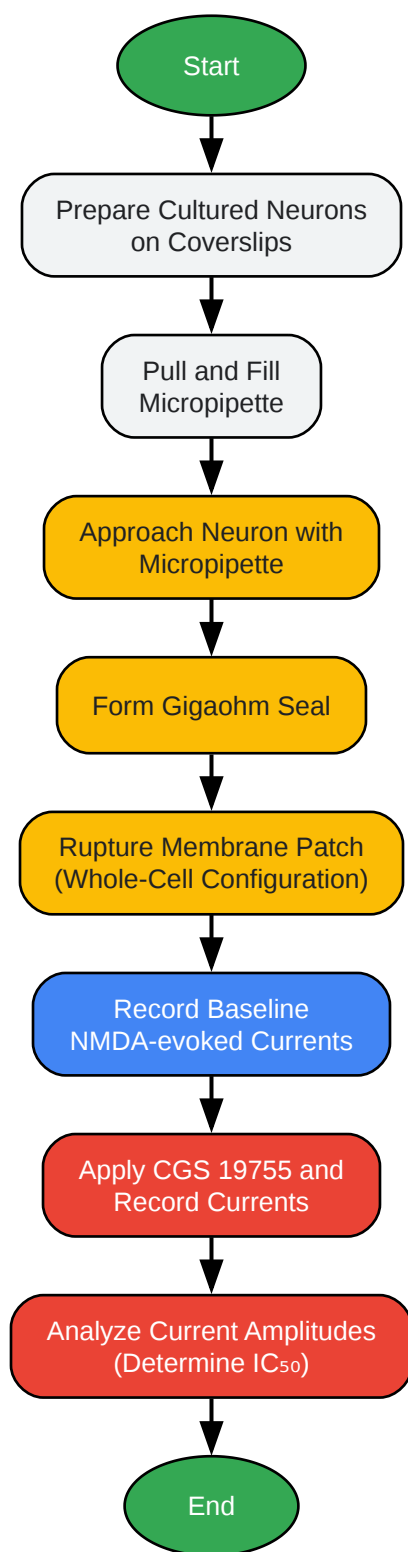 Start
Prepare Cultured Neurons
on Coverslips
Pull and Fill
Micropipette
Approach Neuron with
Micropipette
Form Gigaohm Seal
Rupture Membrane Patch
(Whole-Cell Configuration)
Record Baseline
NMDA-evoked Currents
Apply CGS 19755 and
Record Currents
Analyze Current Amplitudes
(Determine IC₅₀)
End